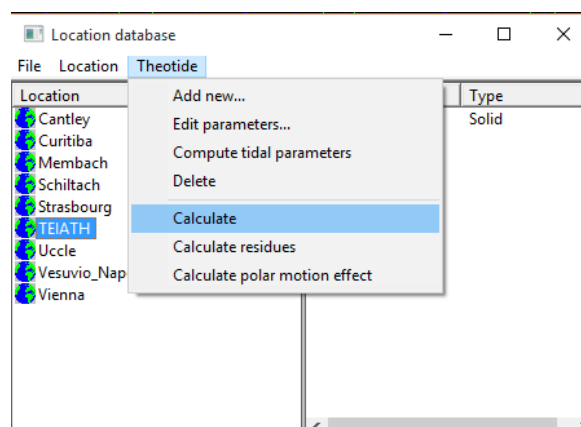 Location database
File Location Theotide
Location Type
Add new...
Edit parameters...
Compute tidal parameters
Delete
Calculate
Calculate residues
Calculate polar motion effect
Cantley Solid
Curitiba
Membach
Schiltach
Strasbourg
TEIATH
Uccle
Vesuvio_Nap
Vienna